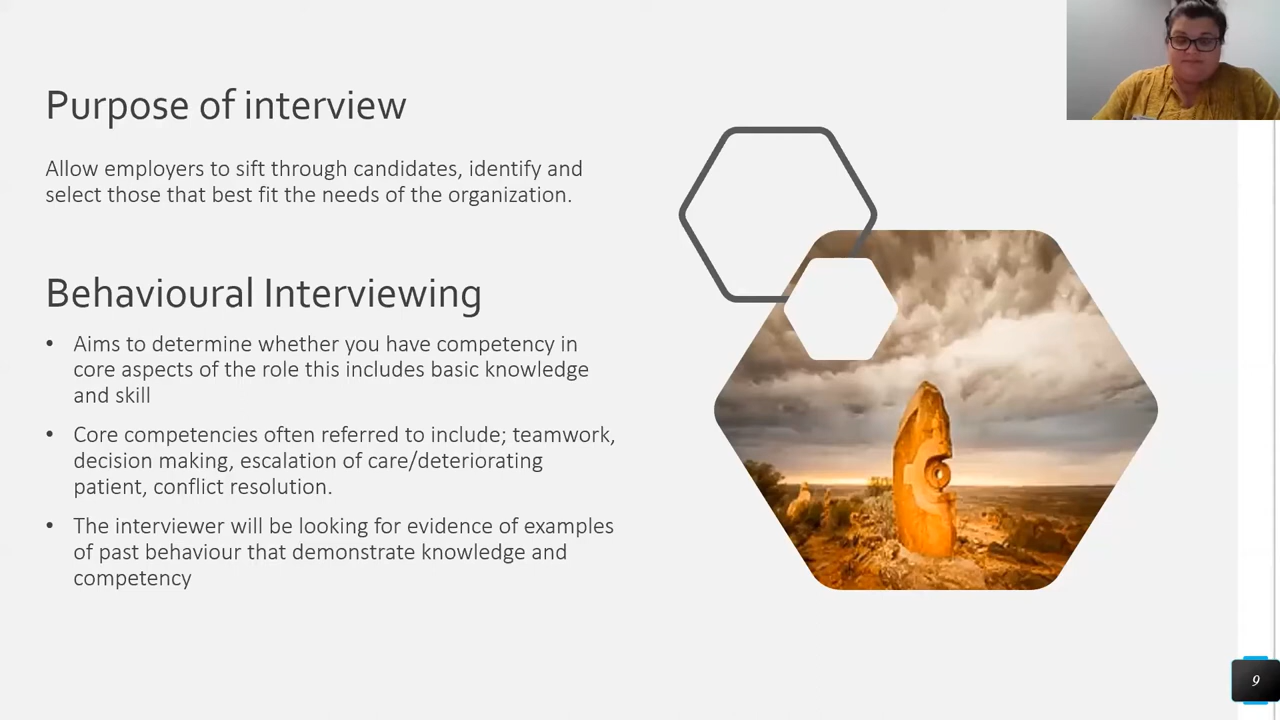 Purpose of interview
Allow employers to sift through candidates, identify and
select those that best fit the needs of the organization.
Behavioural Interviewing
• Aims to determine whether you have competency in
core aspects of the role this includes basic knowledge
and skill
• Core competencies often referred to include; teamwork,
decision making, escalation of care/deteriorating
patient, conflict resolution.
• The interviewer will be looking for evidence of examples
of past behaviour that demonstrate knowledge and
competency
9